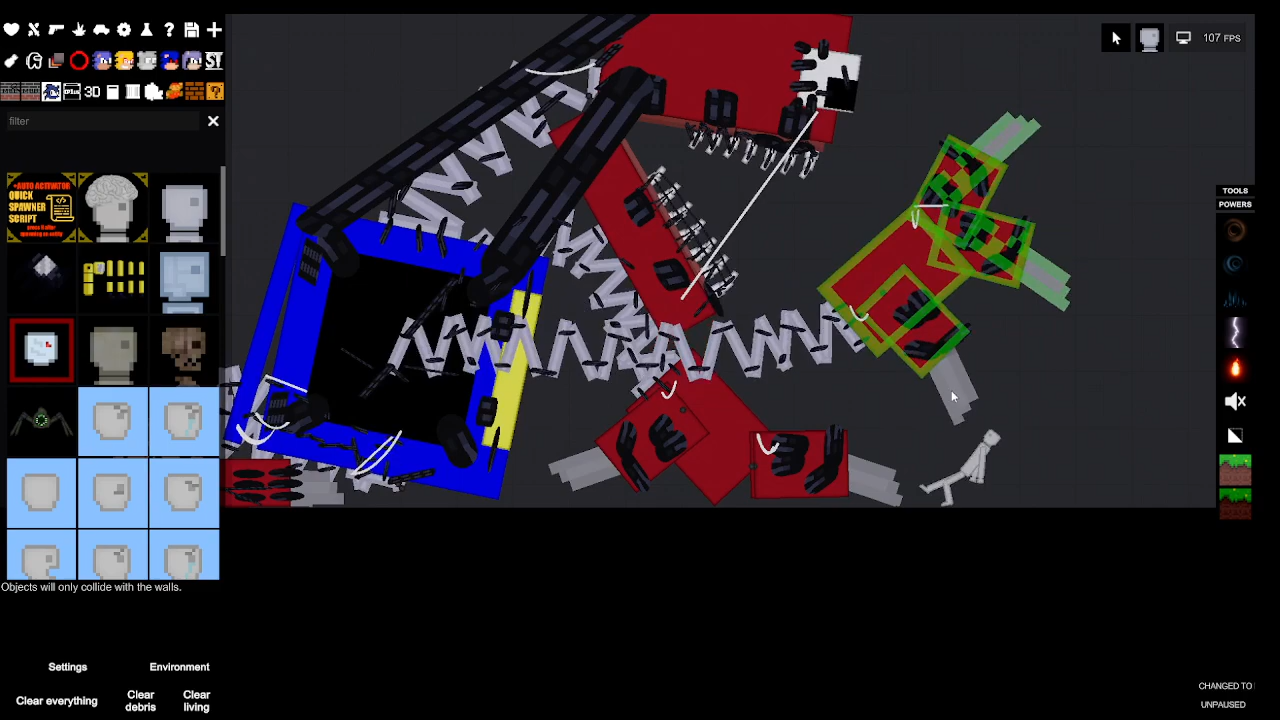 107 FPS
ST
3D
filter
+AUTO ACTIVATOR
QUICK
SPAWNER
SCRIPT
TOOLS
POWERS
Objects will only collide with the walls.
Settings
Environment
Clear everything
Clear
debris
Clear
living
CHANGED TO
UNPAUSED